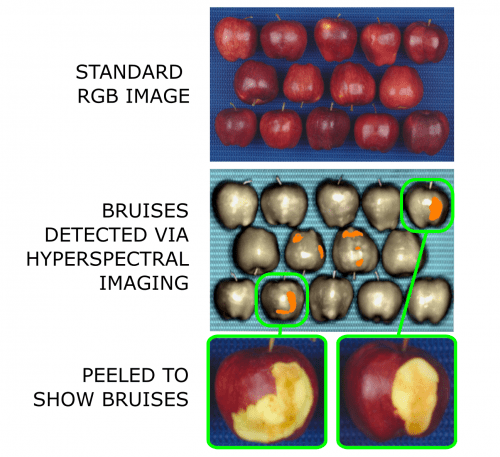 STANDARD
RGB IMAGE
BRUISES
DETECTED VIA
HYPERSPECTRAL
IMAGING
PEELED TO
SHOW BRUISES